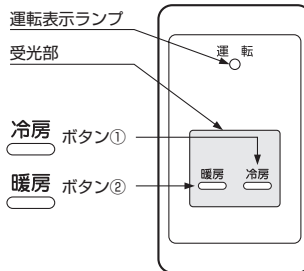 運転表示ランプ
受光部
運 転
冷房 ボタン①
暖房 ボタン②
暖房 冷房